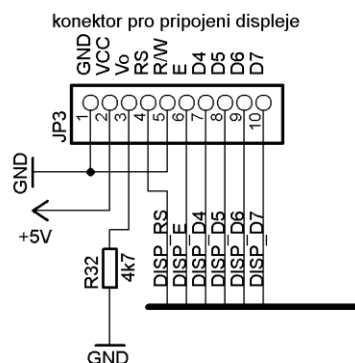 konektor pro pripojeni displeje
GND
VCC
Vo
RS
R/W
E
D4
D5
D6
D7
JP3
1
2
3
4
5
6
7
8
9
10
GND
+5V
R32
4k7
GND
DISP_RS
DISP_E
DISP_D4
DISP_D5
DISP_D6
DISP_D7